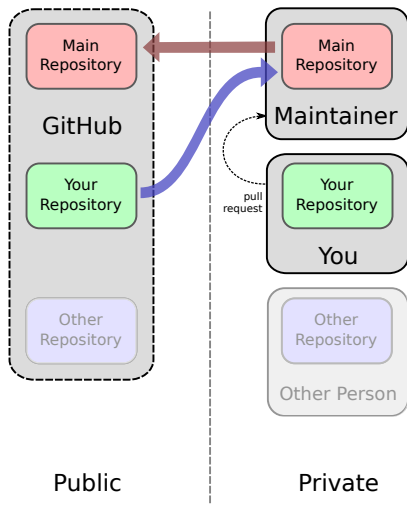 Main
Repository
GitHub
Your
Repository
Other
Repository
Public
Main
Repository
Maintainer
pull
request
Your
Repository
You
Other
Repository
Other Person
Private